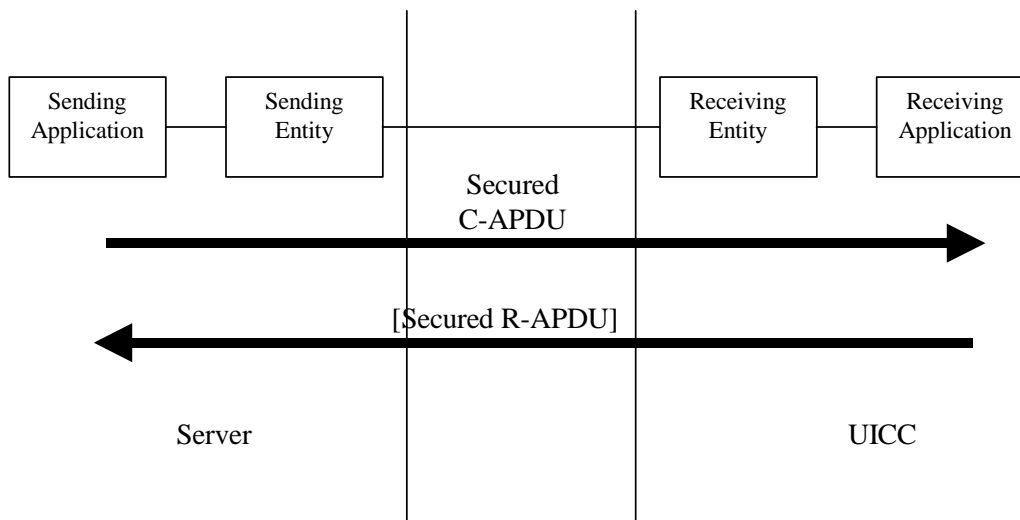 Sending
Application
Sending
Entity
Receiving
Entity
Receiving
Application
Secured
C-APDU
[Secured R-APDU]
Server
UICC